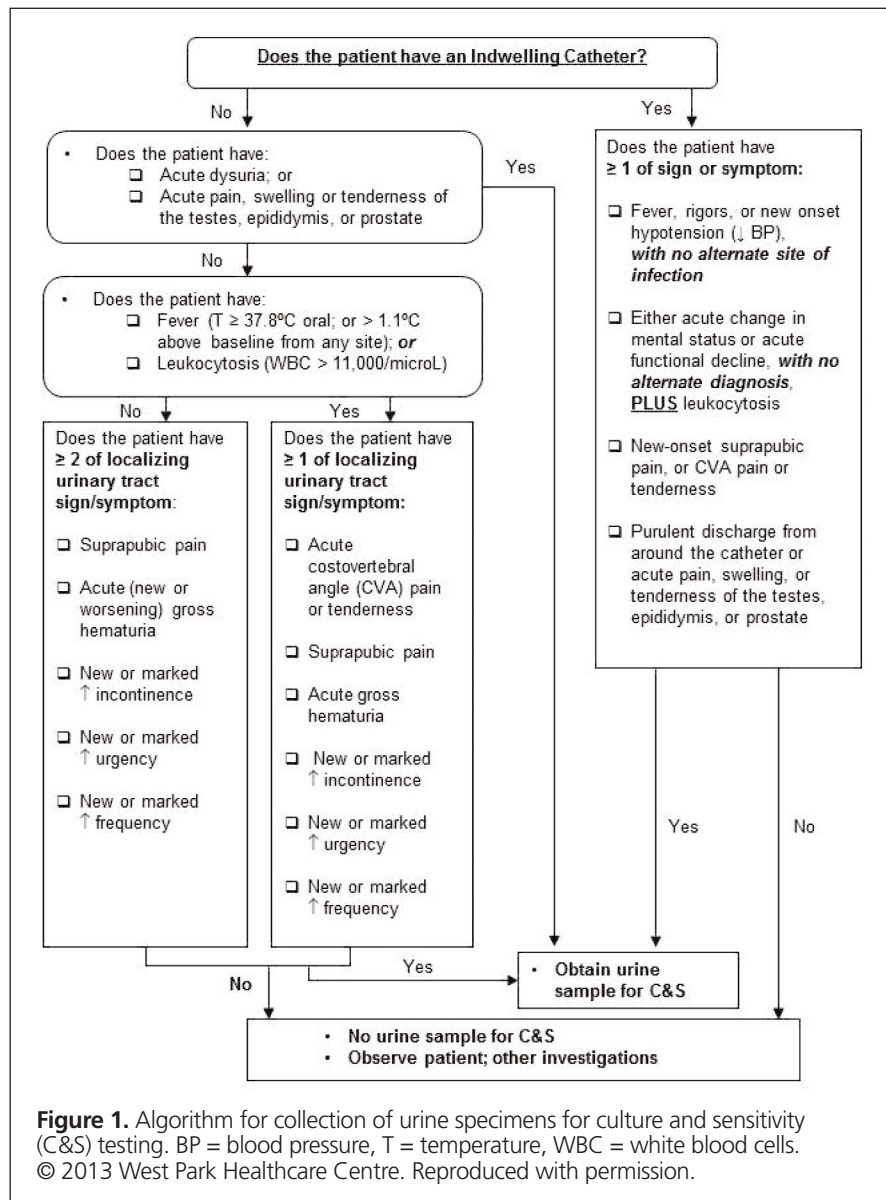 Does the patient have an Indwelling Catheter?
No
Yes
• Does the patient have:
❑ Acute dysuria; or
❑ Acute pain, swelling or tenderness of
the testes, epididymis, or prostate
Yes
No
• Does the patient have:
❑ Fever (T ≥ 37.8ºC oral; or > 1.1ºC
above baseline from any site); or
❑ Leukocytosis (WBC > 11,000/microL)
No
Yes
Does the patient have
≥ 2 of localizing
urinary tract
sign/symptom:
❑ Suprapubic pain
❑ Acute (new or
worsening) gross
hematuria
❑ New or marked
↑ incontinence
❑ New or marked
↑ urgency
❑ New or marked
↑ frequency
Does the patient have
≥ 1 of localizing
urinary tract
sign/symptom:
❑ Acute
costovertebral
angle (CVA) pain
or tenderness
❑ Suprapubic pain
❑ Acute gross
hematuria
❑ New or marked
↑ incontinence
❑ New or marked
↑ urgency
❑ New or marked
↑ frequency
Does the patient have
≥ 1 of sign or symptom:
❑ Fever, rigors, or new onset
hypotension (↓ BP),
with no alternate site of
infection
❑ Either acute change in
mental status or acute
functional decline, with no
alternate diagnosis,
PLUS leukocytosis
❑ New-onset suprapubic
pain, or CVA pain or
tenderness
❑ Purulent discharge from
around the catheter or
acute pain, swelling, or
tenderness of the testes,
epididymis, or prostate
Yes
No
No
Yes
• Obtain urine
sample for C&S
• No urine sample for C&S
• Observe patient; other investigations
Figure 1. Algorithm for collection of urine specimens for culture and sensitivity
(C&S) testing. BP = blood pressure, T = temperature, WBC = white blood cells.
© 2013 West Park Healthcare Centre. Reproduced with permission.